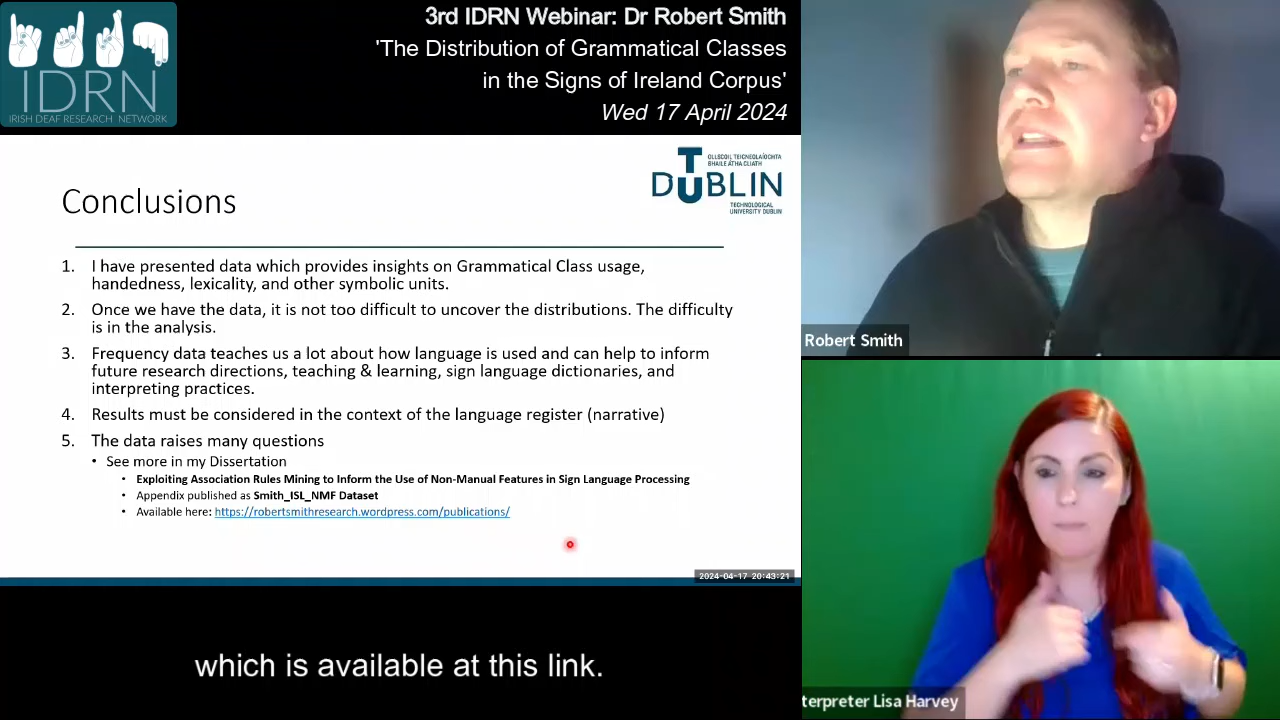 IDRN
IRISH DEAF RESEARCH NETWORK
3rd IDRN Webinar: Dr Robert Smith
'The Distribution of Grammatical Classes
in the Signs of Ireland Corpus'
Wed 17 April 2024
TU DUBLIN
OLLSCOIL TEICNEOLAÍOCHTA
BHAILE ÁTHA CLIATH
TECHNOLOGICAL
UNIVERSITY DUBLIN
Conclusions
1. I have presented data which provides insights on Grammatical Class usage,
handedness, lexicality, and other symbolic units.
2. Once we have the data, it is not too difficult to uncover the distributions. The difficulty
is in the analysis.
3. Frequency data teaches us a lot about how language is used and can help to inform
future research directions, teaching & learning, sign language dictionaries, and
interpreting practices.
4. Results must be considered in the context of the language register (narrative)
5. The data raises many questions
• See more in my Dissertation
• Exploiting Association Rules Mining to Inform the Use of Non-Manual Features in Sign Language Processing
• Appendix published as Smith_ISL_NMF Dataset
• Available here: https://robertsmithresearch.wordpress.com/publications/
2024-04-17 20:43:21
which is available at this link.
Robert Smith
terpreter Lisa Harvey